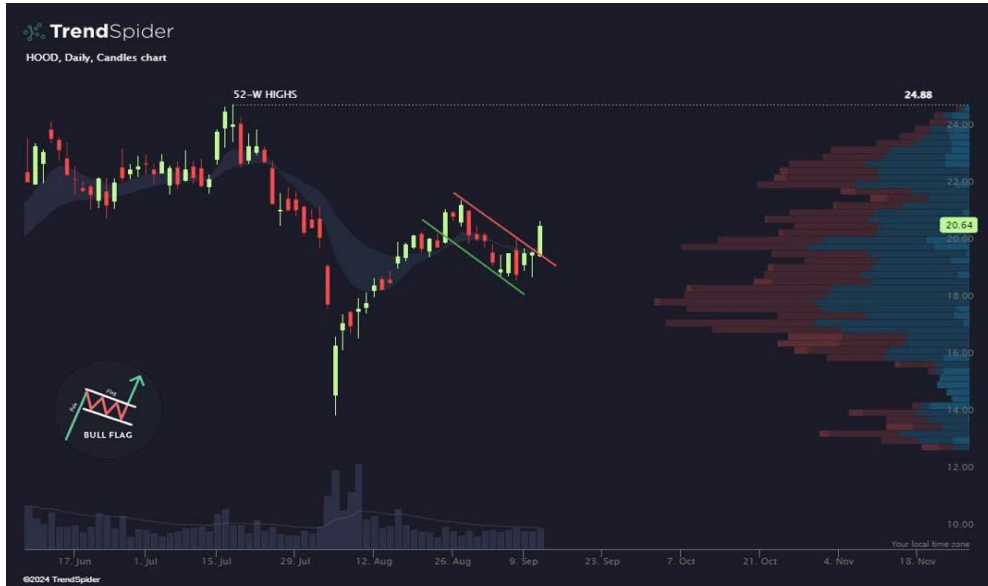 TrendSpider
HOOD, Daily, Candles chart
52-W HIGHS
24.88
24.00
22.00
20.64
20.00
18.00
16.00
14.00
12.00
10.00
Pole
Flag
BULL FLAG
Your local time zone
17. Jun 1. Jul 15. Jul 29. Jul 12. Aug 26. Aug 9. Sep 23. Sep 7. Oct 21. Oct 4. Nov 18. Nov
©2024 TrendSpider